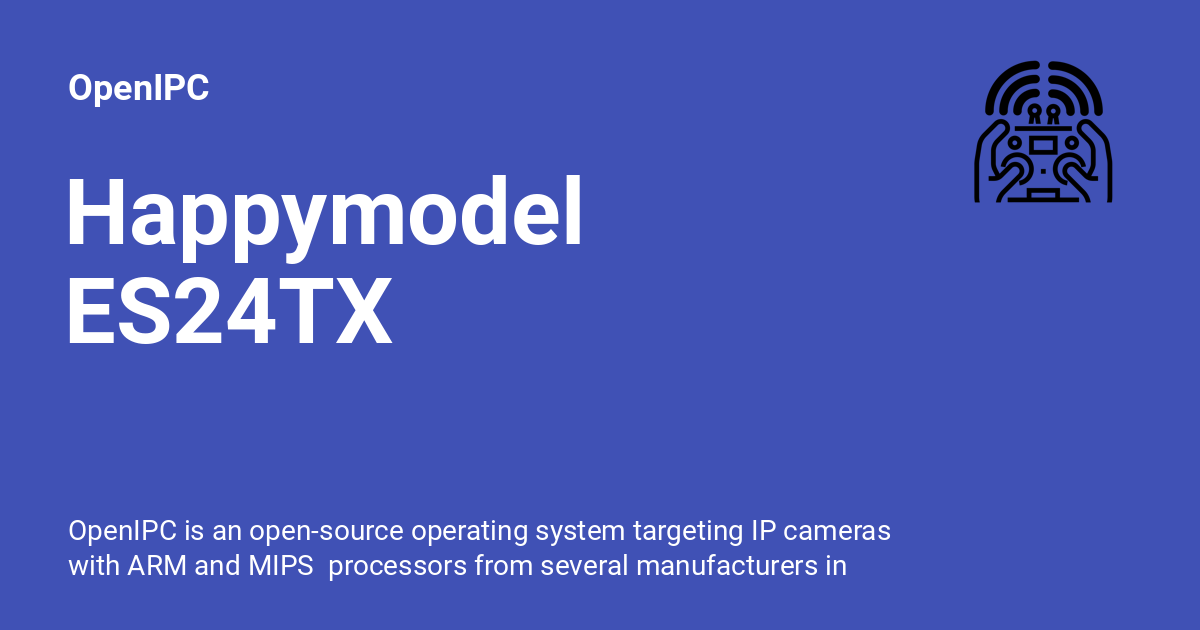 OpenIPC
Happymodel
ES24TX
OpenIPC is an open-source operating system targeting IP cameras
with ARM and MIPS  processors from several manufacturers in